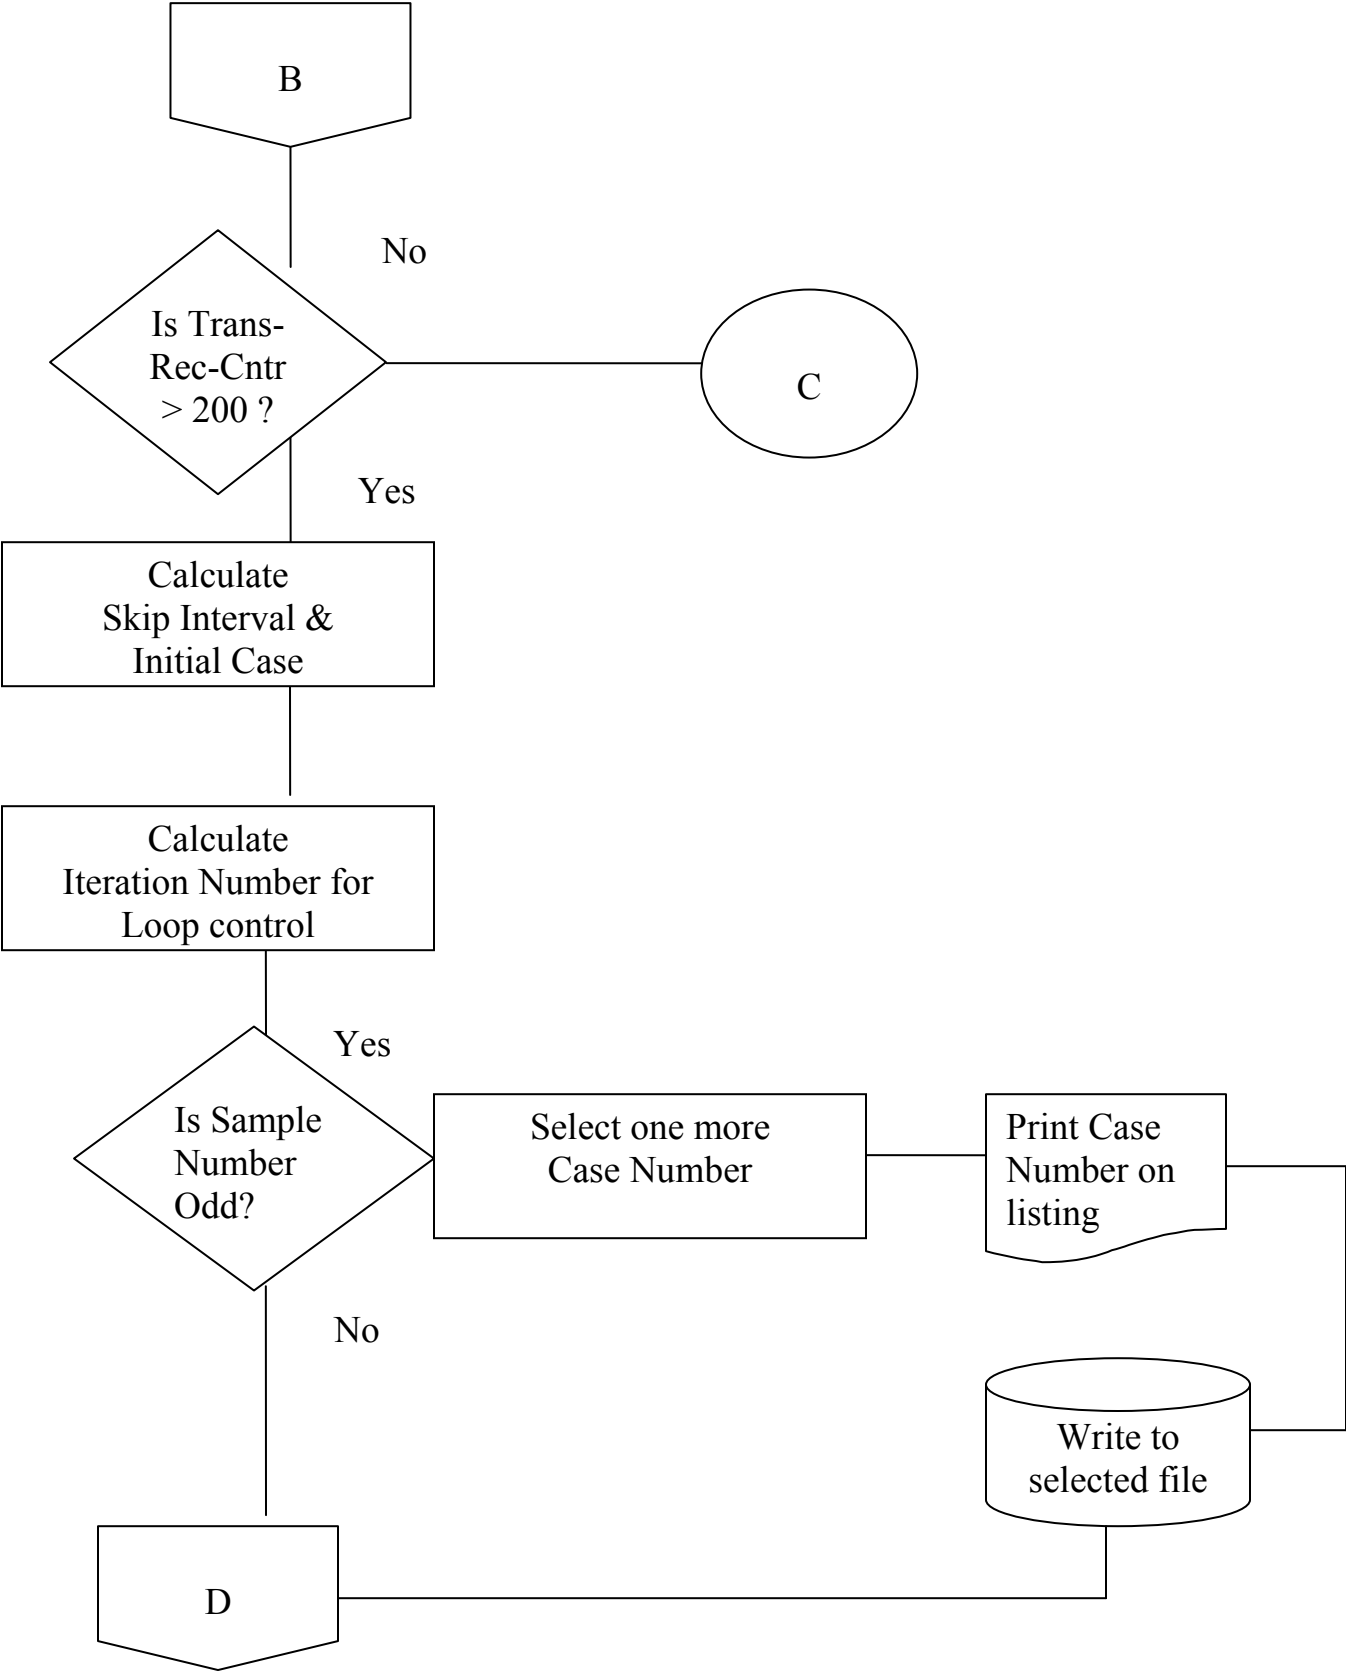 B
No
Is Trans-
Rec-Cntr
> 200 ?
C
Yes
Calculate
Skip Interval &
Initial Case
Calculate
Iteration Number for
Loop control
Yes
Is Sample
Number
Odd?
Select one more
Case Number
Print Case
Number on
listing
No
Write to
selected file
D